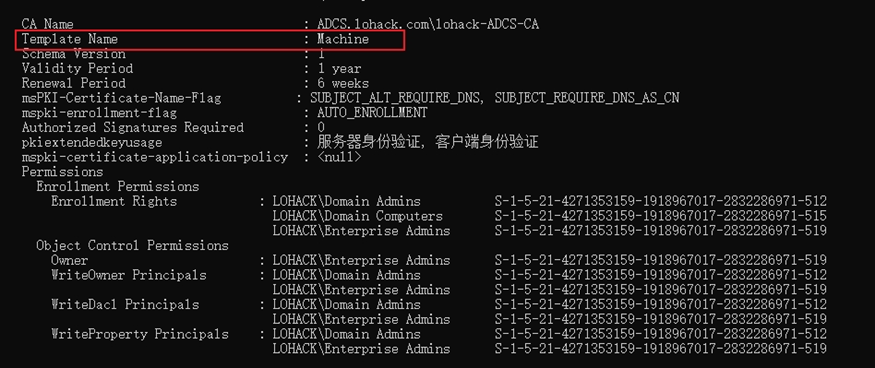 CA Name : ADCS.lohack.com\lohack-ADCS-CA
Template Name : Machine
Schema Version : 1
Validity Period : 1 year
Renewal Period : 6 weeks
msPKI-Certificate-Name-Flag : SUBJECT_ALT_REQUIRE_DNS, SUBJECT_REQUIRE_DNS_AS_CN
mspki-enrollment-flag : AUTO_ENROLLMENT
Authorized Signatures Required : 0
pkiextendedkeyusage : 服务器身份验证, 客户端身份验证
mspki-certificate-application-policy : <null>
Permissions
Enrollment Permissions
Enrollment Rights : LOHACK\Domain Admins S-1-5-21-4271353159-1918967017-2832286971-512
LOHACK\Domain Computers S-1-5-21-4271353159-1918967017-2832286971-515
LOHACK\Enterprise Admins S-1-5-21-4271353159-1918967017-2832286971-519
Object Control Permissions
Owner : LOHACK\Enterprise Admins S-1-5-21-4271353159-1918967017-2832286971-519
WriteOwner Principals : LOHACK\Domain Admins S-1-5-21-4271353159-1918967017-2832286971-512
LOHACK\Enterprise Admins S-1-5-21-4271353159-1918967017-2832286971-519
WriteDacl Principals : LOHACK\Domain Admins S-1-5-21-4271353159-1918967017-2832286971-512
LOHACK\Enterprise Admins S-1-5-21-4271353159-1918967017-2832286971-519
WriteProperty Principals : LOHACK\Domain Admins S-1-5-21-4271353159-1918967017-2832286971-512
LOHACK\Enterprise Admins S-1-5-21-4271353159-1918967017-2832286971-519